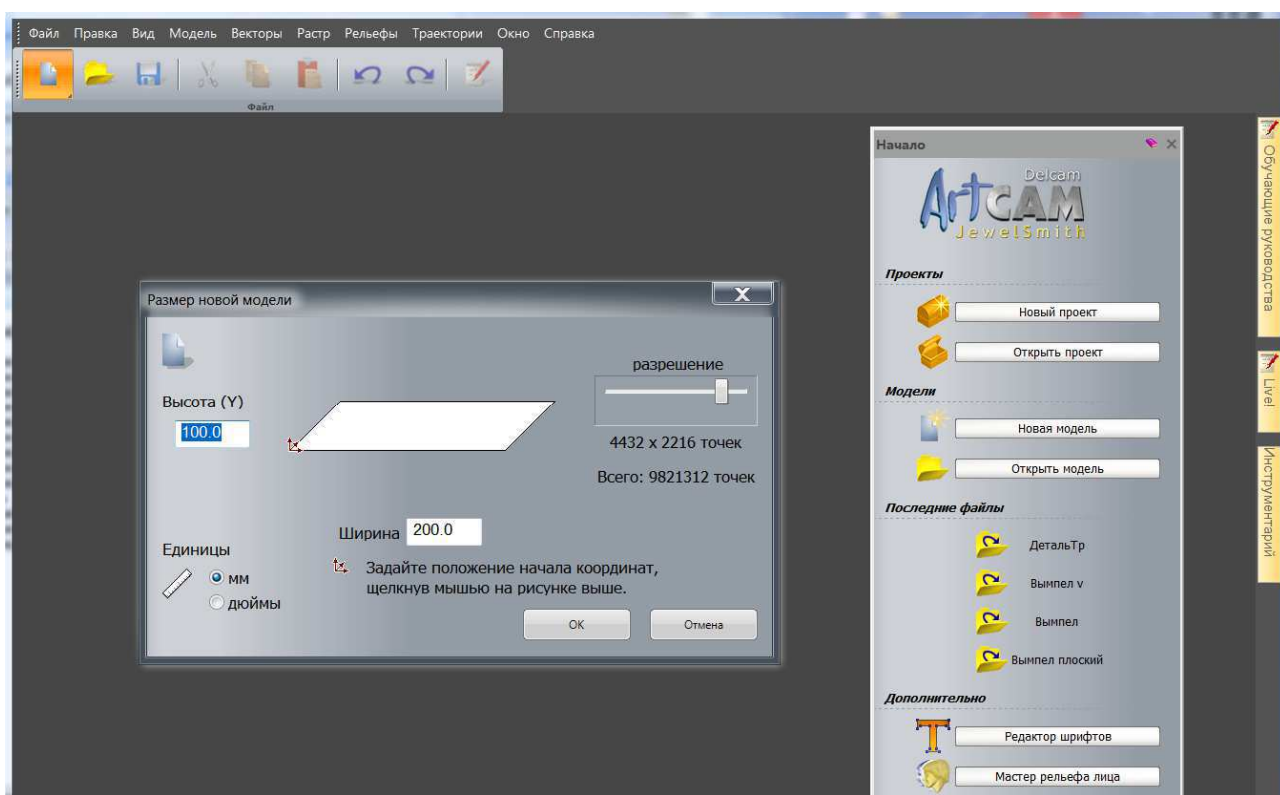 Файл Правка Вид Модель Векторы Растр Рельефы Траектории Окно Справка
Файл
Начало
Delcam
ArtCAM
JewelSmith
Проекты
Новый проект
Открыть проект
Модели
Новая модель
Открыть модель
Последние файлы
ДетальТр
Вымпел v
Вымпел
Вымпел плоский
Дополнительно
Редактор шрифтов
Мастер рельефа лица
Обучающие руководства
Live!
Инструментарий
Размер новой модели
X
разрешение
Высота (Y)
100.0
4432 x 2216 точек
Всего: 9821312 точек
Ширина 200.0
Единицы
мм
дюймы
Задайте положение начала координат,
щелкнув мышью на рисунке выше.
ОК Отмена